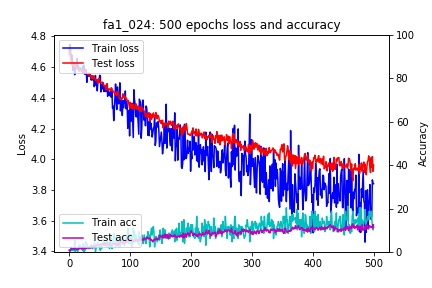 fa1_024: 500 epochs loss and accuracy
Train loss
Test loss
Train acc
Test acc
Loss
Accuracy
4.8
4.6
4.4
4.2
4.0
3.8
3.6
3.4
100
80
60
40
20
0
0
100
200
300
400
500